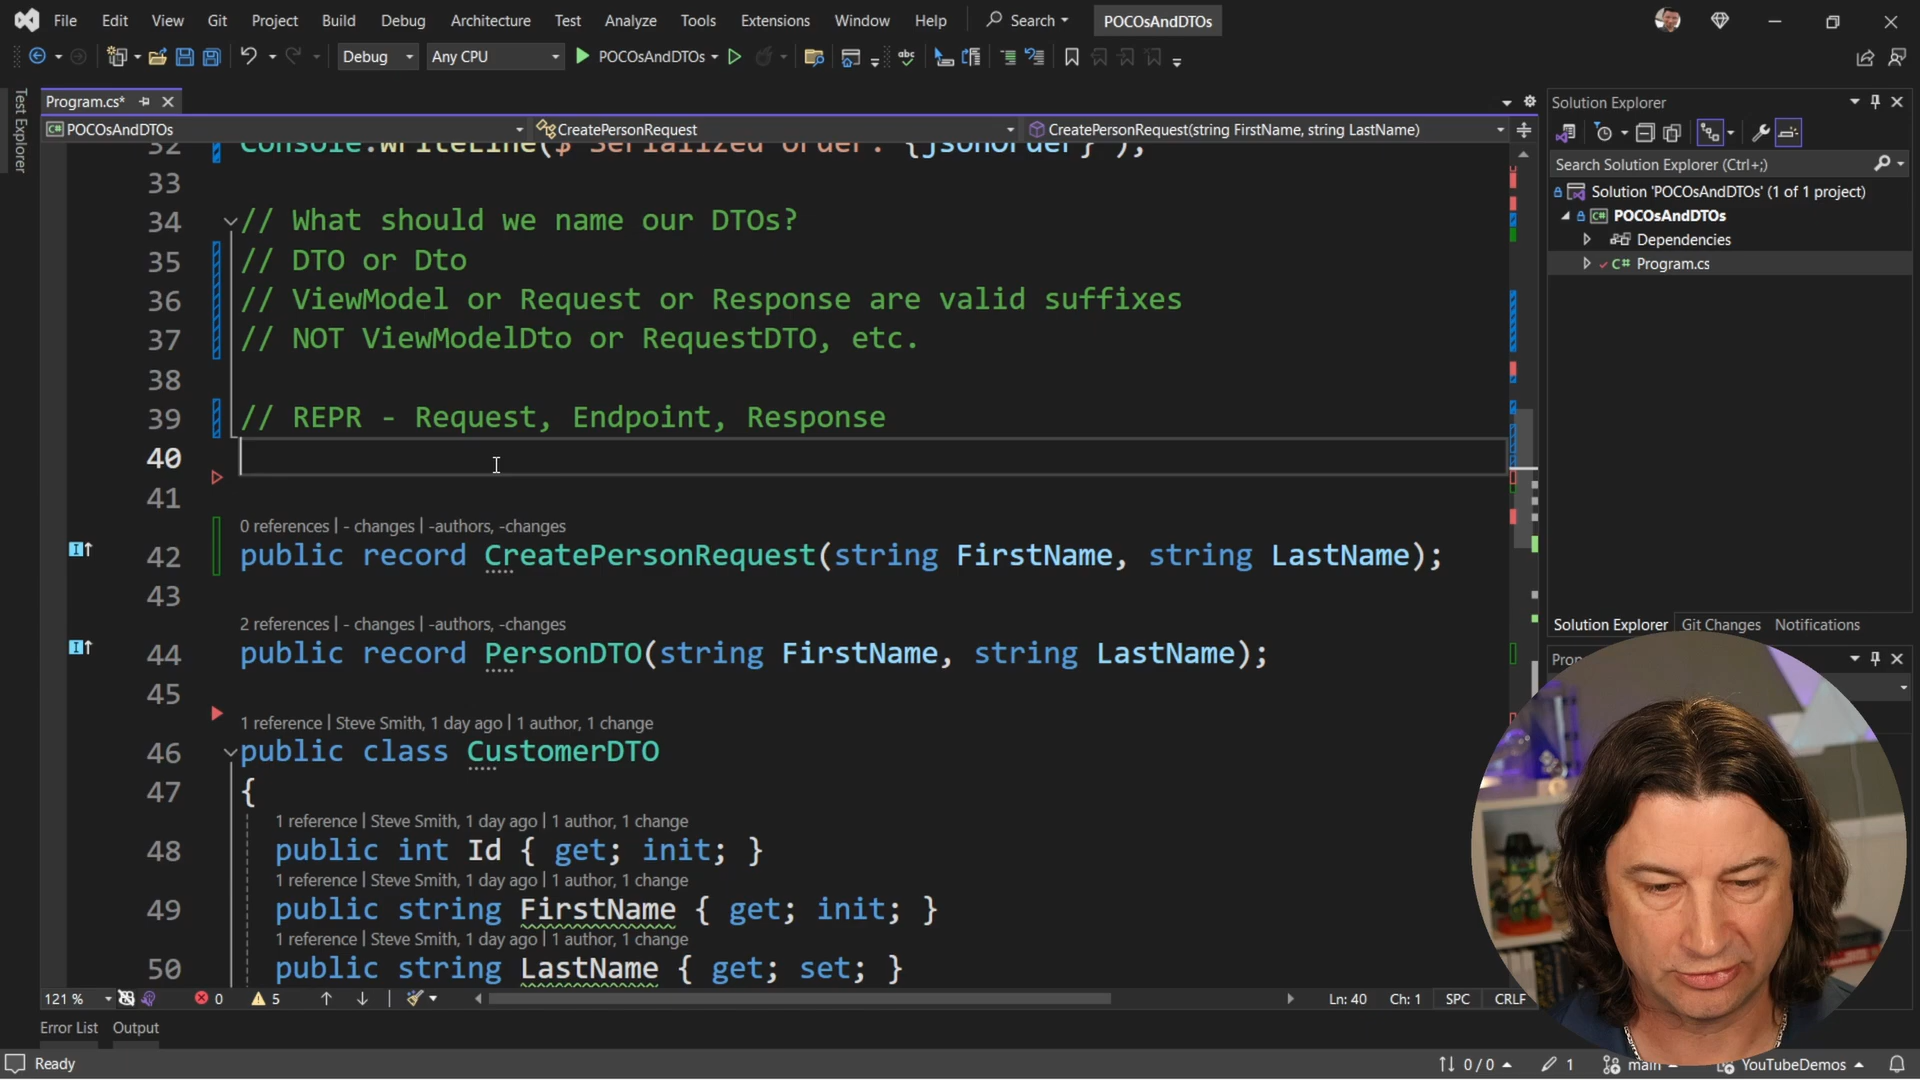 File Edit View Git Project Build Debug Architecture Test Analyze Tools Extensions Window Help Search POCOsAndDTOs
Debug Any CPU POCOsAndDTOs
Test Explorer
Program.cs*
POCOsAndDTOs CreatePersonRequest CreatePersonRequest(string FirstName, string LastName)
32 Console.WriteLine($"Serialized order: {jsonOrder}");
33
34 // What should we name our DTOs?
35 // DTO or Dto
36 // ViewModel or Request or Response are valid suffixes
37 // NOT ViewModelDto or RequestDTO, etc.
38
39 // REPR - Request, Endpoint, Response
40
41
0 references | - changes | -authors, -changes
42 public record CreatePersonRequest(string FirstName, string LastName);
43
2 references | - changes | -authors, -changes
44 public record PersonDTO(string FirstName, string LastName);
45
1 reference | Steve Smith, 1 day ago | 1 author, 1 change
46 public class CustomerDTO
47 {
1 reference | Steve Smith, 1 day ago | 1 author, 1 change
48 public int Id { get; init; }
1 reference | Steve Smith, 1 day ago | 1 author, 1 change
49 public string FirstName { get; init; }
1 reference | Steve Smith, 1 day ago | 1 author, 1 change
50 public string LastName { get; set; }
121 % 0 5 Ln: 40 Ch: 1 SPC CRLF
Error List Output
Ready 0 / 0 1 main YouTubeDemos
Solution Explorer
Search Solution Explorer (Ctrl+;)
Solution 'POCOsAndDTOs' (1 of 1 project)
POCOsAndDTOs
Dependencies
C# Program.cs
Solution Explorer Git Changes Notifications